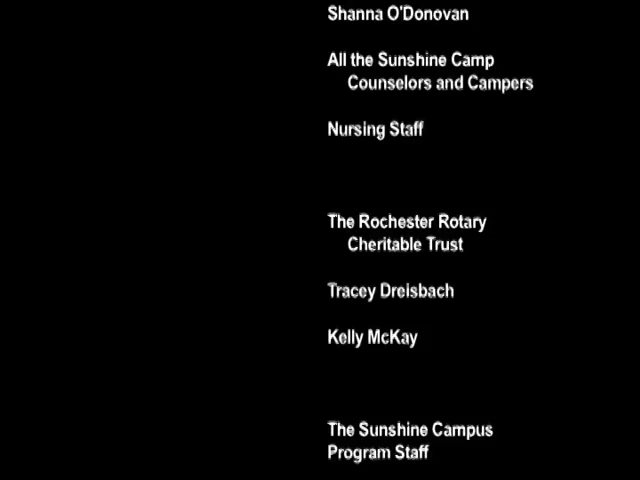 Shanna O'Donovan
All the Sunshine Camp
Counselors and Campers
Nursing Staff
The Rochester Rotary
Cheritable Trust
Tracey Dreisbach
Kelly McKay
The Sunshine Campus
Program Staff